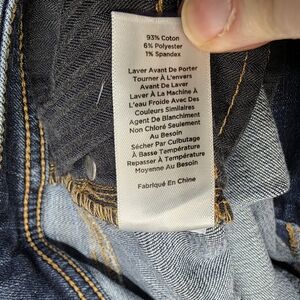 93% Coton
6% Polyester
1% Spandex
Laver Avant De Porter
Tourner À L'envers
Avant De Laver
Laver À La Machine À
L'eau Froide Avec Des
Couleurs Similaires
Agent De Blanchiment
Non Chloré Seulement
Au Besoin
Sécher Par Culbutage
À Basse Température
Repasser À Température
Moyenne Au Besoin
Fabriqué En Chine